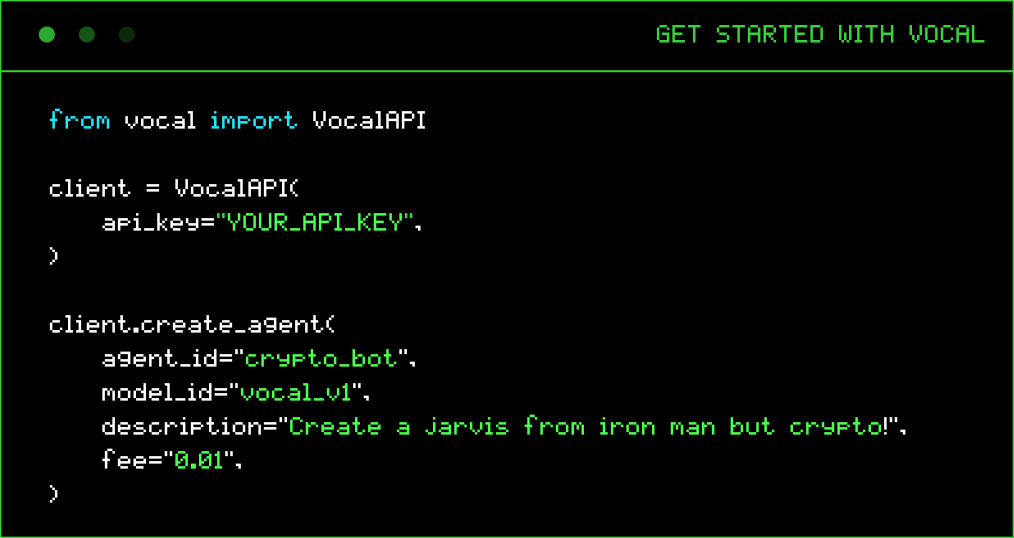 GET STARTED WITH VOCAL
from vocal import VocalAPI
client = VocalAPI(
api_key="YOUR_API_KEY",
)
client.create_agent(
agent_id="crypto_bot",
model_id="vocal_v1",
description="Create a Jarvis from iron man but crypto!",
fee="0.01",
)